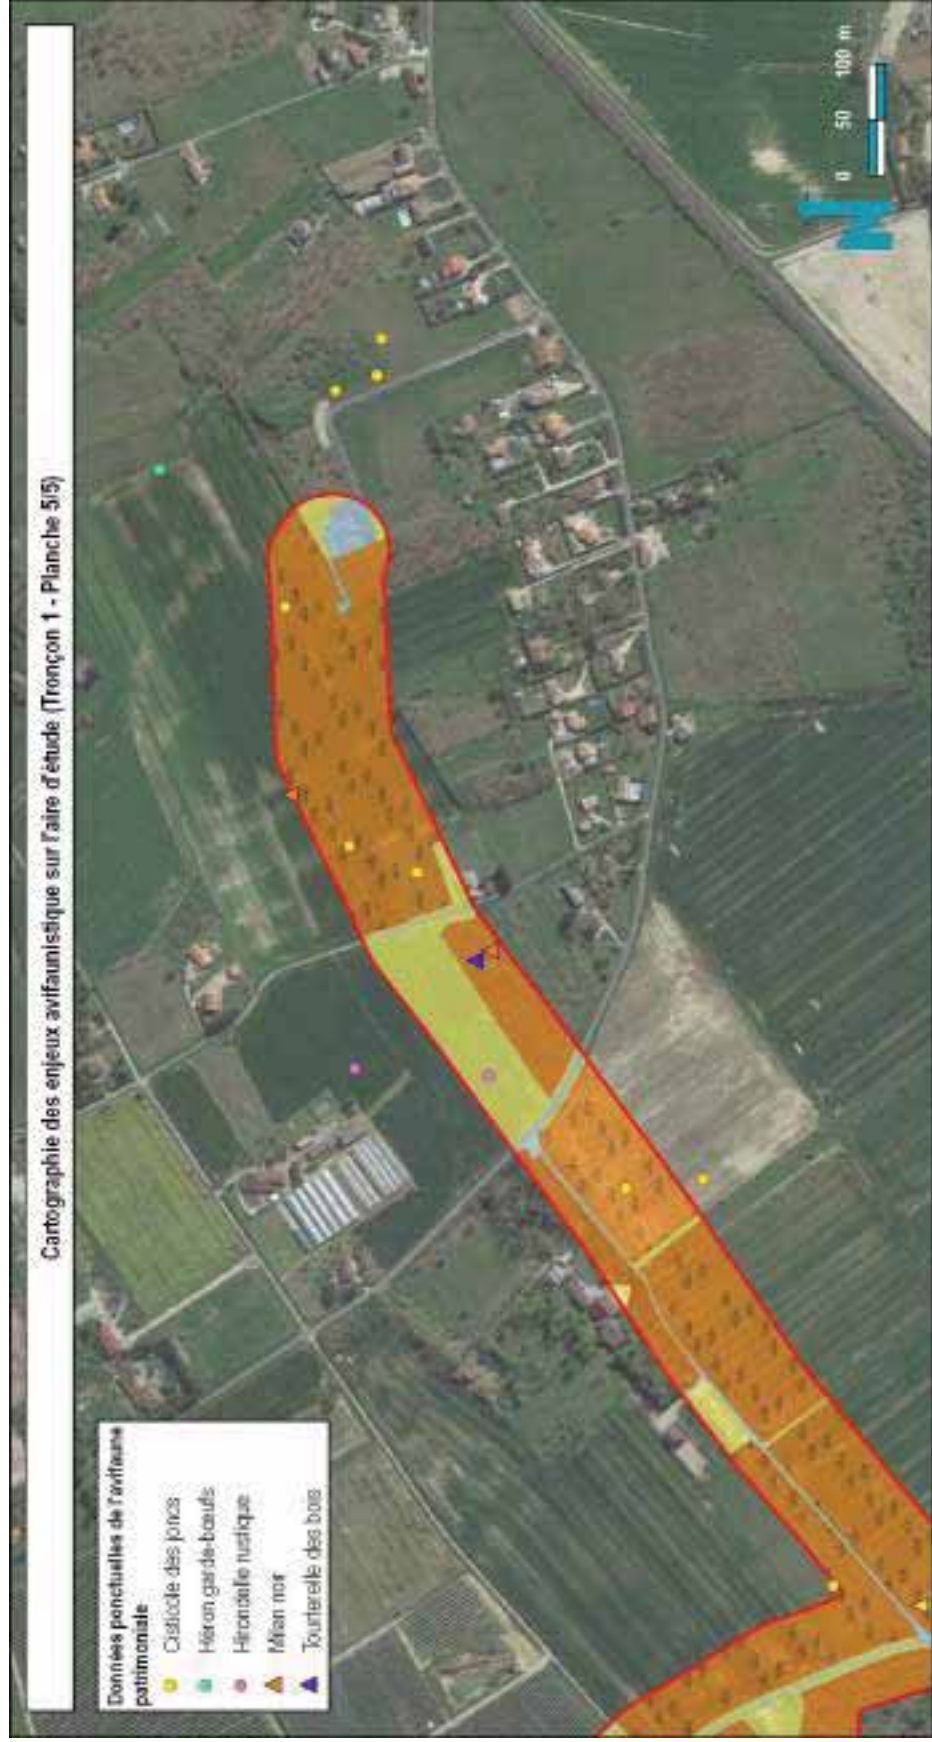 Cartographie des enjeux avifaunistique sur l'aire d'étude (Tronçon 1 - Planche 5/5)
Données ponctuelles de l'avifaune
patrimoniale
Cisticole des joncs
Héron garde-bœufs
Hirondelle rustique
Milan noir
Tourterelle des bois
N
0 50 100 m